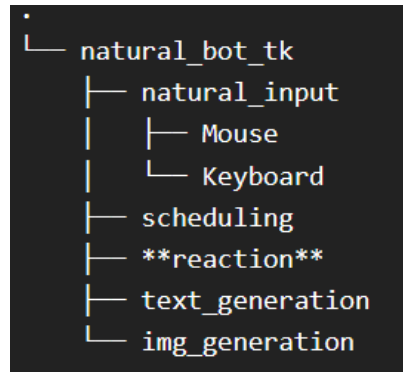 .
└── natural_bot_tk
    ├── natural_input
    │   ├── Mouse
    │   └── Keyboard
    ├── scheduling
    ├── **reaction**
    ├── text_generation
    └── img_generation